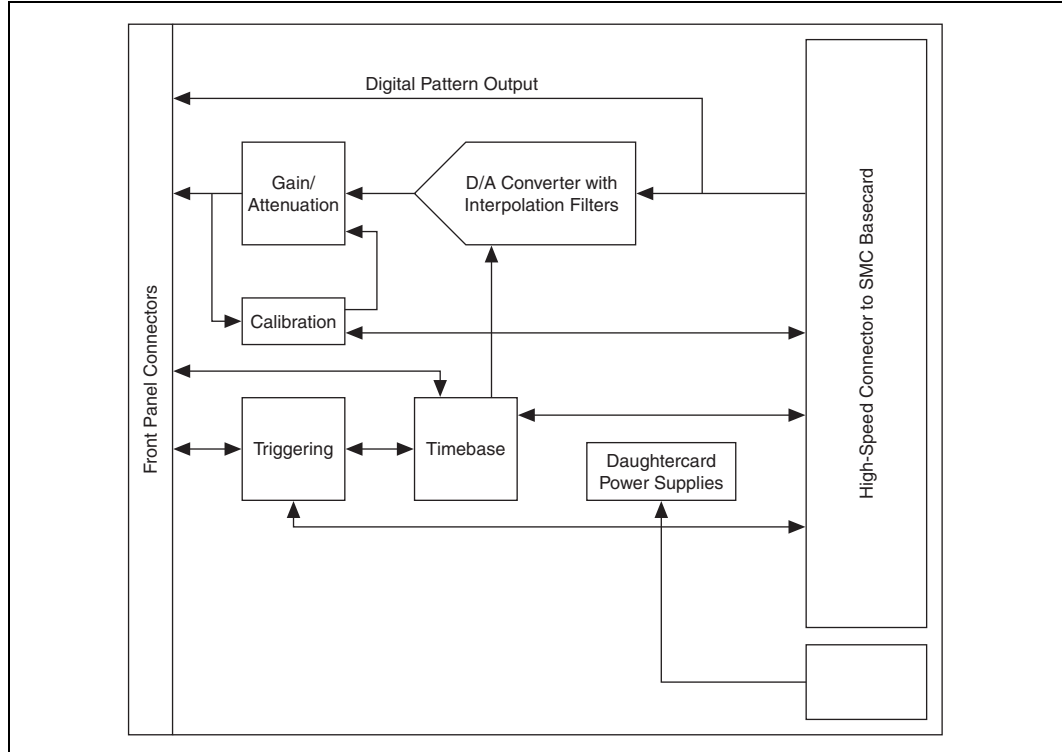 Digital Pattern Output
Gain/
Attenuation
D/A Converter with
Interpolation Filters
Calibration
Front Panel Connectors
High-Speed Connector to SMC Basecard
Triggering
Timebase
Daughtercard
Power Supplies